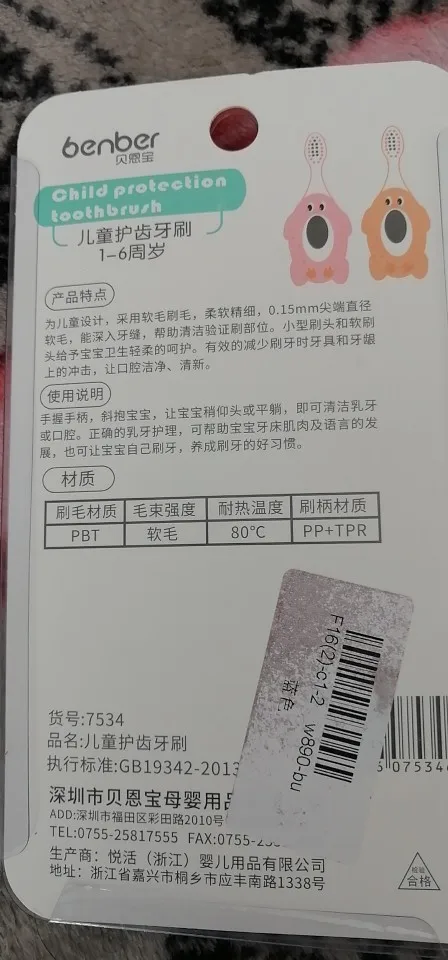 benber
贝恩宝
Child protection
toothbrush
儿童护齿牙刷
1-6周岁
产品特点
为儿童设计，采用软毛刷毛，柔软精细，0.15mm尖端直径
软毛，能深入牙缝，帮助清洁验证刷部位。小型刷头和软刷
头给予宝宝卫生轻柔的呵护。有效的减少刷牙时牙具和牙龈
上的冲击，让口腔洁净、清新。
使用说明
手握手柄，斜抱宝宝，让宝宝稍仰头或平躺，即可清洁乳牙
或口腔。正确的乳牙护理，可帮助宝宝牙床肌肉及语言的发
展，也可让宝宝自己刷牙，养成刷牙的好习惯。
材质
刷毛材质 毛束强度 耐热温度 刷柄材质
PBT 软毛 80℃ PP+TPR
F16(2)-c1-2 w890-bu
蓝色
货号:7534
品名:儿童护齿牙刷
执行标准:GB19342-2013
6 07534
深圳市贝恩宝母婴用品
ADD:深圳市福田区彩田路2010号
TEL:0755-25817555 FAX:0755-25
生产商：悦活（浙江）婴儿用品有限公司
地址：浙江省嘉兴市桐乡市应丰南路1338号
检验
合格